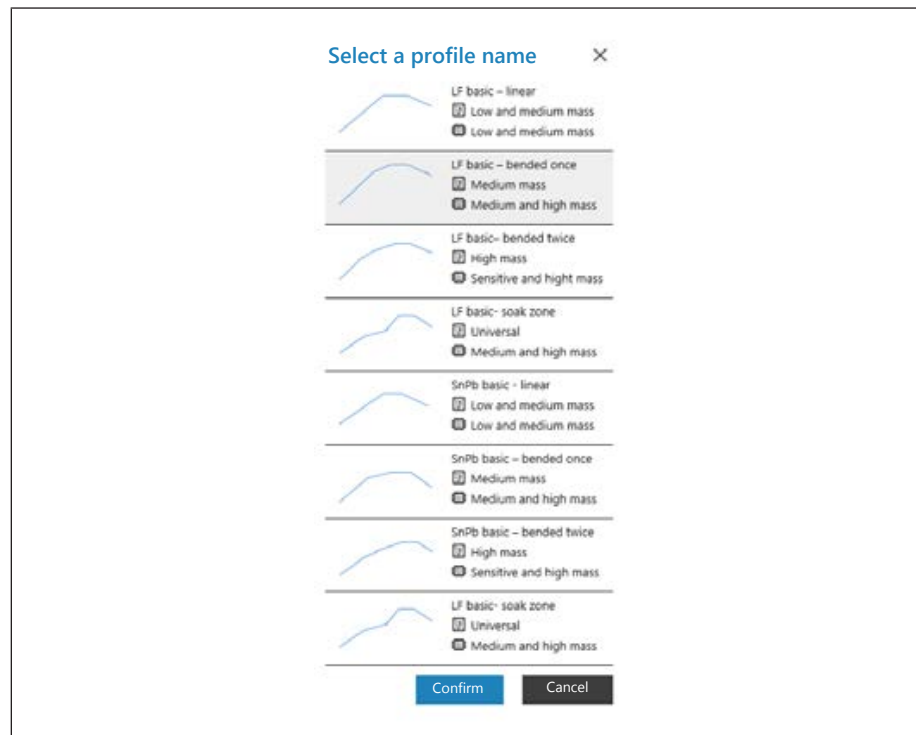 Select a profile name
LF basic – linear
Low and medium mass
Low and medium mass
LF basic – bended once
Medium mass
Medium and high mass
LF basic– bended twice
High mass
Sensitive and hight mass
LF basic- soak zone
Universal
Medium and high mass
SnPb basic - linear
Low and medium mass
Low and medium mass
SnPb basic – bended once
Medium mass
Medium and high mass
SnPb basic – bended twice
High mass
Sensitive and high mass
LF basic- soak zone
Universal
Medium and high mass
Confirm Cancel